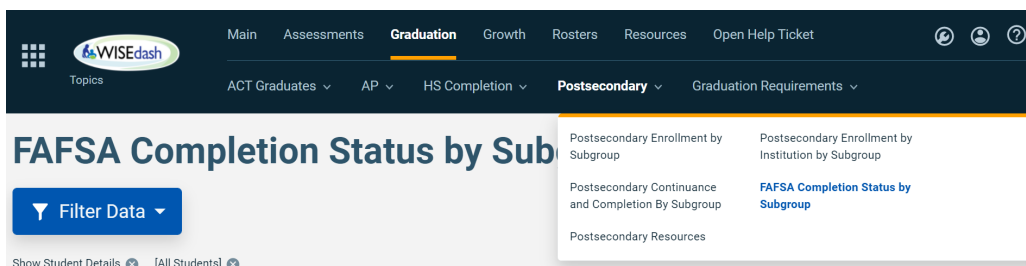 Main Assessments Graduation Growth Rosters Resources Open Help Ticket
WISEdash
Topics
ACT Graduates AP HS Completion Postsecondary Graduation Requirements
FAFSA Completion Status by Sub
Postsecondary Enrollment by
Subgroup
Postsecondary Enrollment by
Institution by Subgroup
Postsecondary Continuance
and Completion By Subgroup
FAFSA Completion Status by
Subgroup
Postsecondary Resources
Filter Data
Show Student Details [All Students]